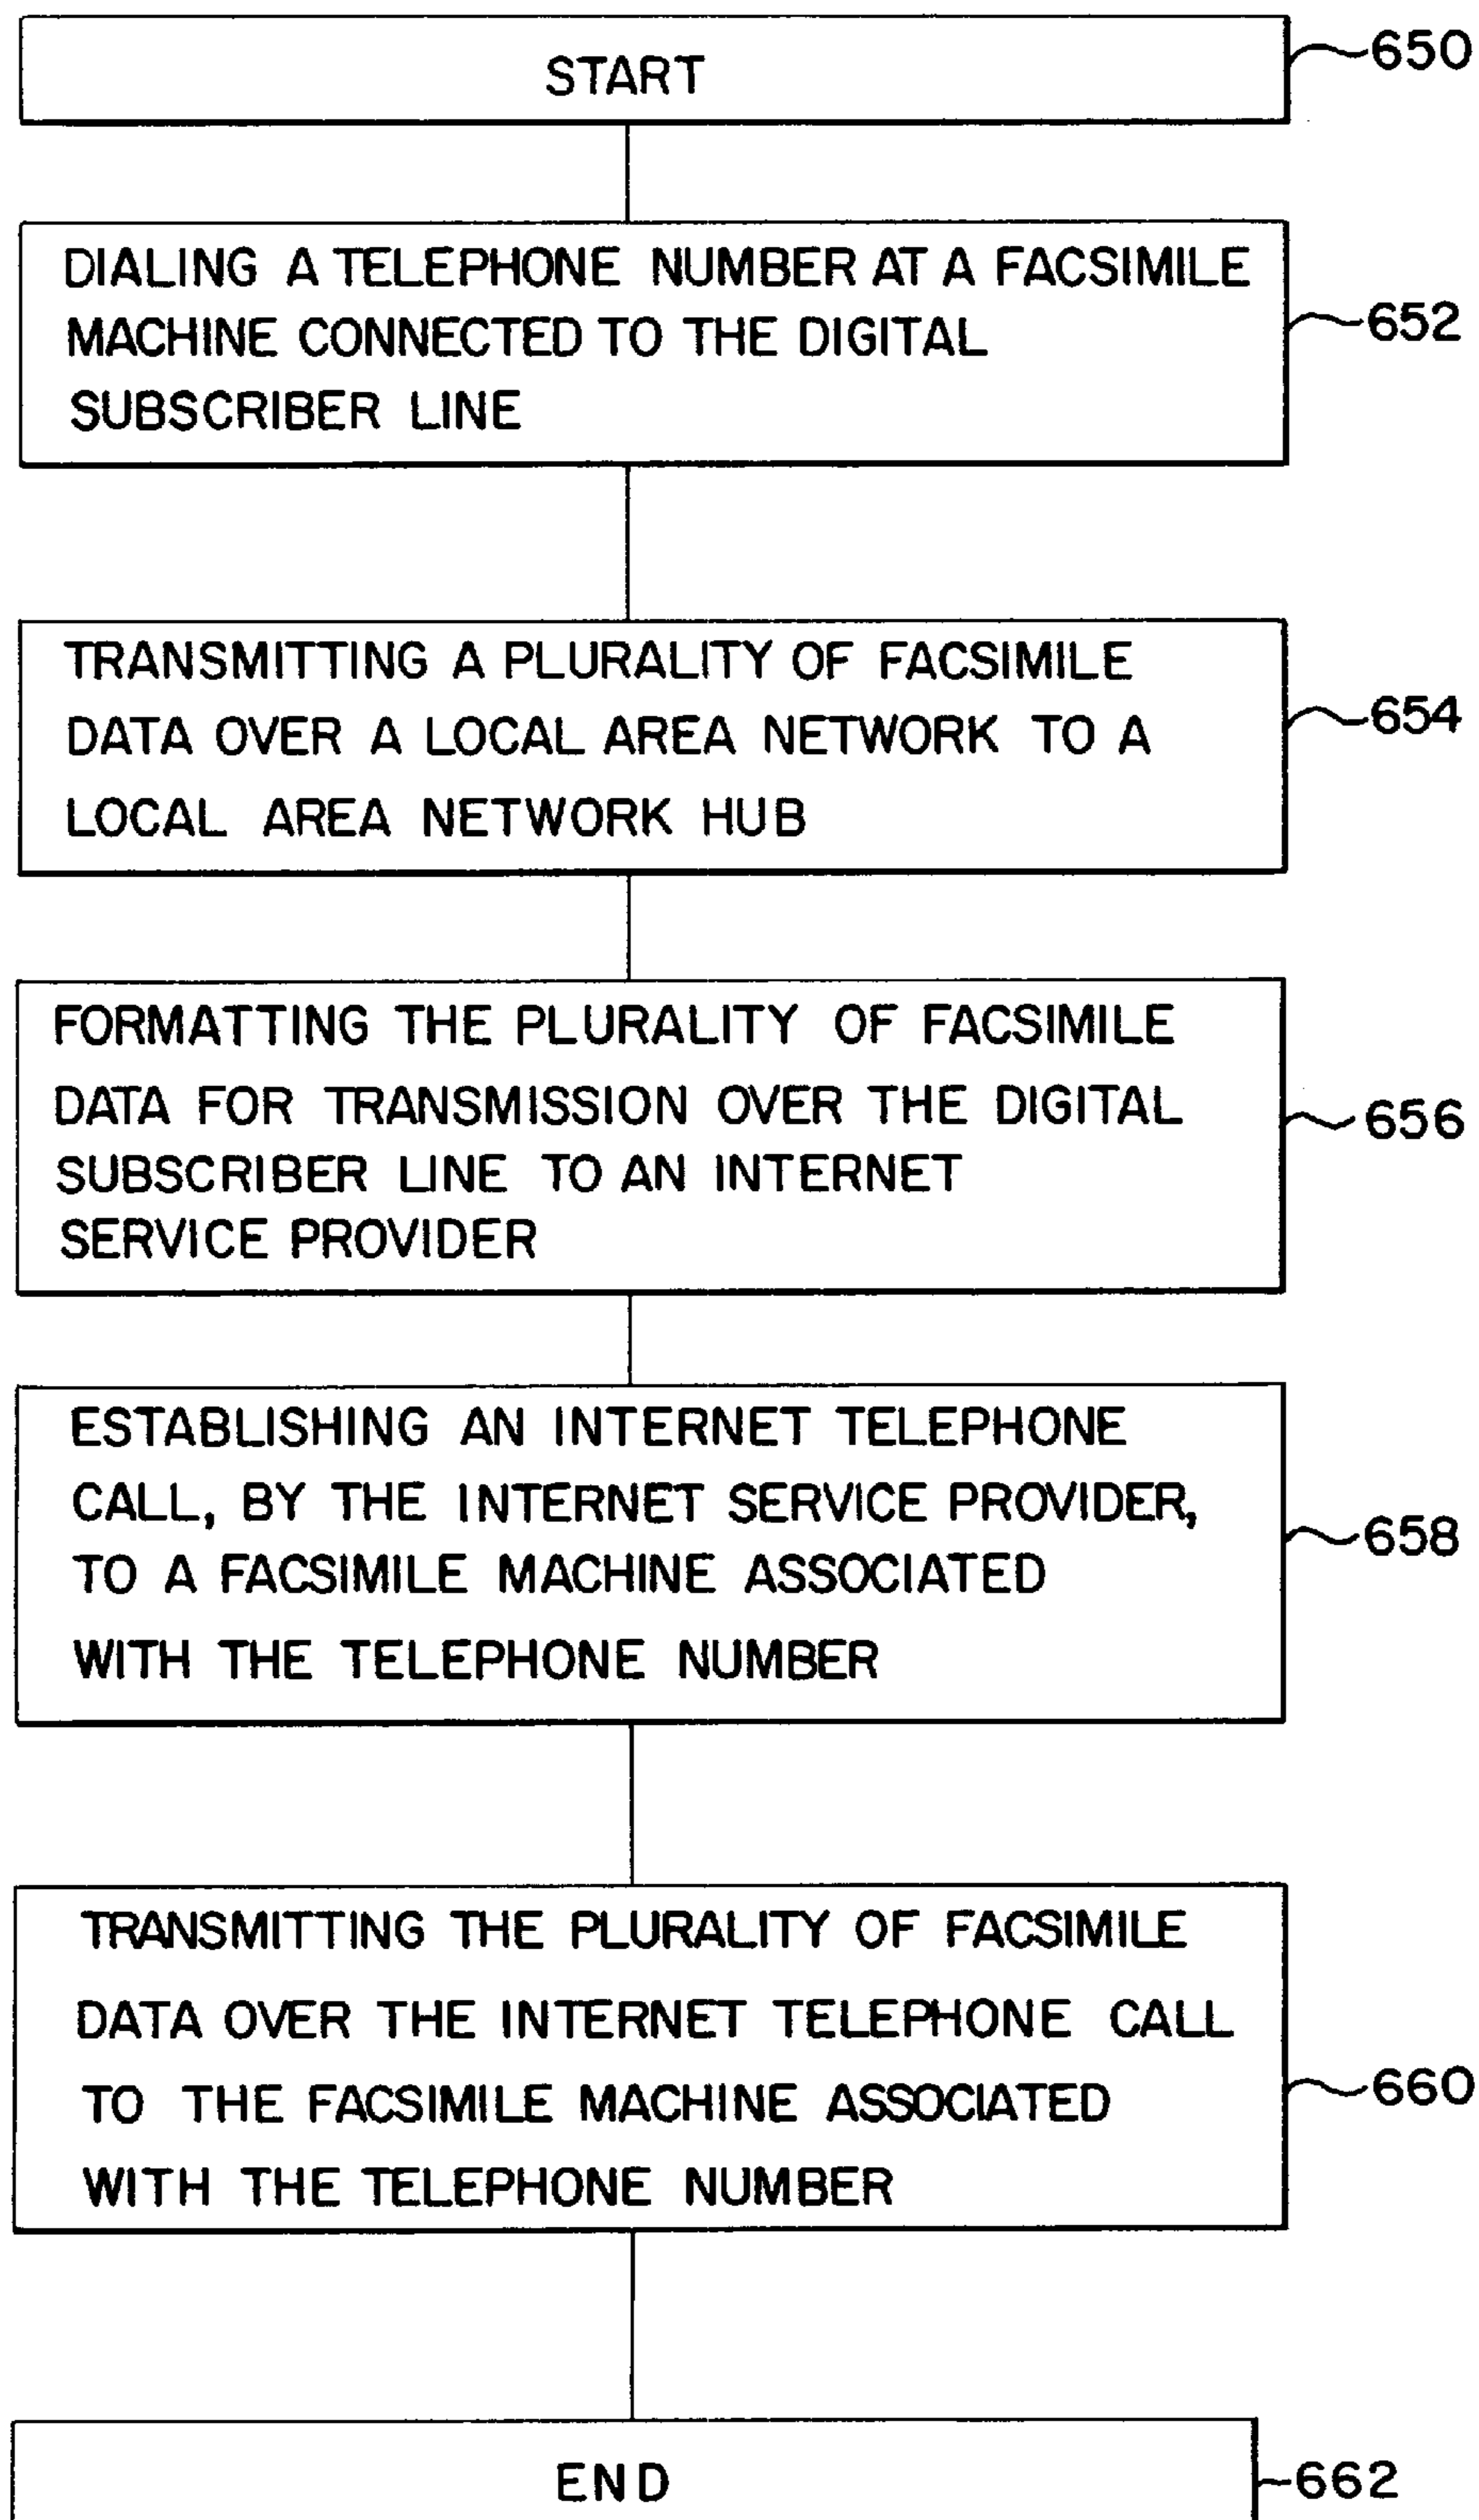 START
650
DIALING A TELEPHONE NUMBER AT A FACSIMILE
MACHINE CONNECTED TO THE DIGITAL
SUBSCRIBER LINE
652
TRANSMITTING A PLURALITY OF FACSIMILE
DATA OVER A LOCAL AREA NETWORK TO A
LOCAL AREA NETWORK HUB
654
FORMATTING THE PLURALITY OF FACSIMILE
DATA FOR TRANSMISSION OVER THE DIGITAL
SUBSCRIBER LINE TO AN INTERNET
SERVICE PROVIDER
656
ESTABLISHING AN INTERNET TELEPHONE
CALL, BY THE INTERNET SERVICE PROVIDER,
TO A FACSIMILE MACHINE ASSOCIATED
WITH THE TELEPHONE NUMBER
658
TRANSMITTING THE PLURALITY OF FACSIMILE
DATA OVER THE INTERNET TELEPHONE CALL
TO THE FACSIMILE MACHINE ASSOCIATED
WITH THE TELEPHONE NUMBER
660
END
662